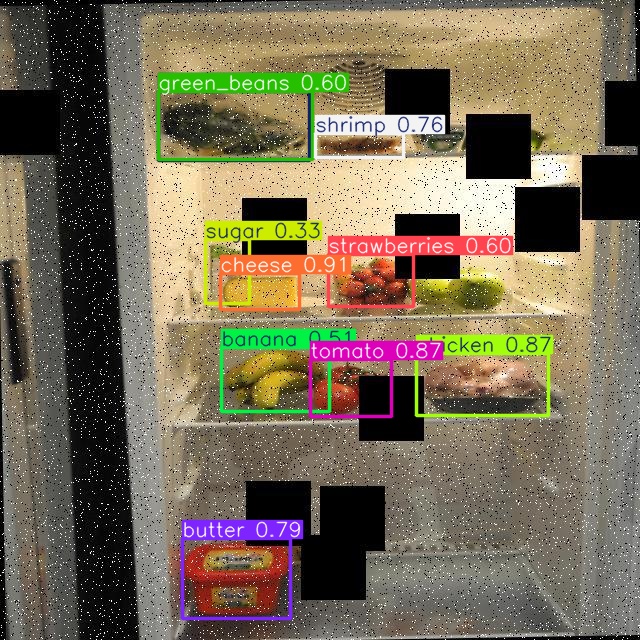 green_beans 0.60
shrimp 0.76
sugar 0.33
strawberries 0.60
cheese 0.91
banana 0.51
tomato 0.87
icken 0.87
butter 0.79